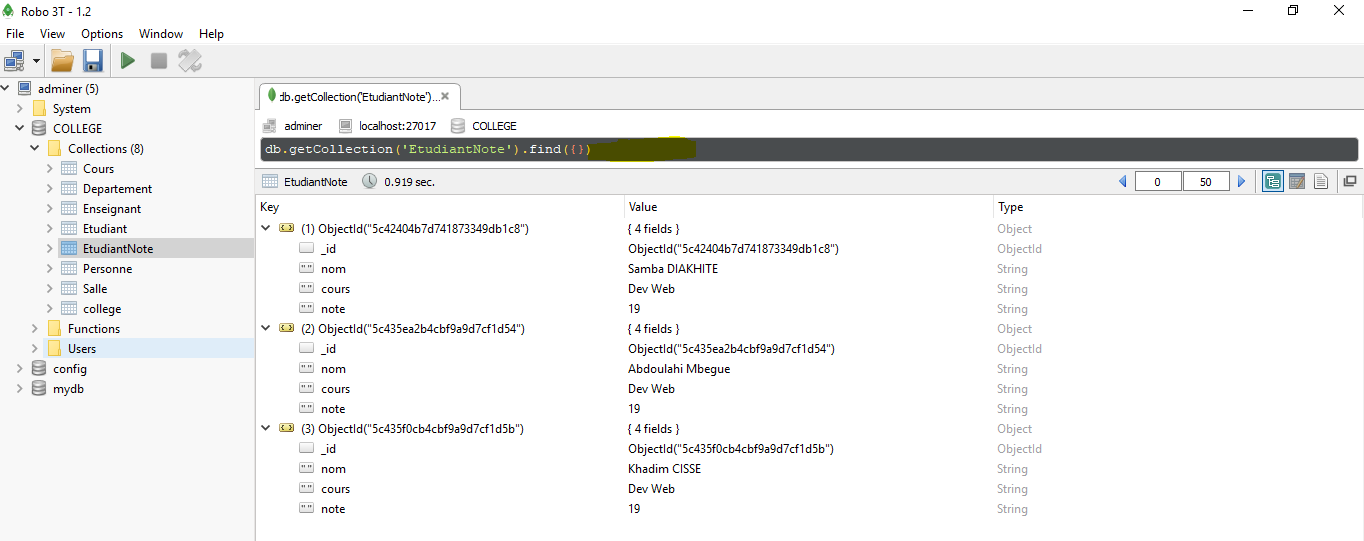 Robo 3T - 1.2
File View Options Window Help
adminer (5)
System
COLLEGE
Collections (8)
Cours
Departement
Enseignant
Etudiant
EtudiantNote
Personne
Salle
college
Functions
Users
config
mydb
db.getCollection('EtudiantNote')...
adminer localhost:27017 COLLEGE
db.getCollection('EtudiantNote').find({})
EtudiantNote 0.919 sec. 0 50
Key Value Type
(1) ObjectId("5c42404b7d741873349db1c8") { 4 fields } Object
_id ObjectId("5c42404b7d741873349db1c8") ObjectId
nom Samba DIAKHITE String
cours Dev Web String
note 19 String
(2) ObjectId("5c435ea2b4cbf9a9d7cf1d54") { 4 fields } Object
_id ObjectId("5c435ea2b4cbf9a9d7cf1d54") ObjectId
nom Abdoulahi Mbegue String
cours Dev Web String
note 19 String
(3) ObjectId("5c435f0cb4cbf9a9d7cf1d5b") { 4 fields } Object
_id ObjectId("5c435f0cb4cbf9a9d7cf1d5b") ObjectId
nom Khadim CISSE String
cours Dev Web String
note 19 String